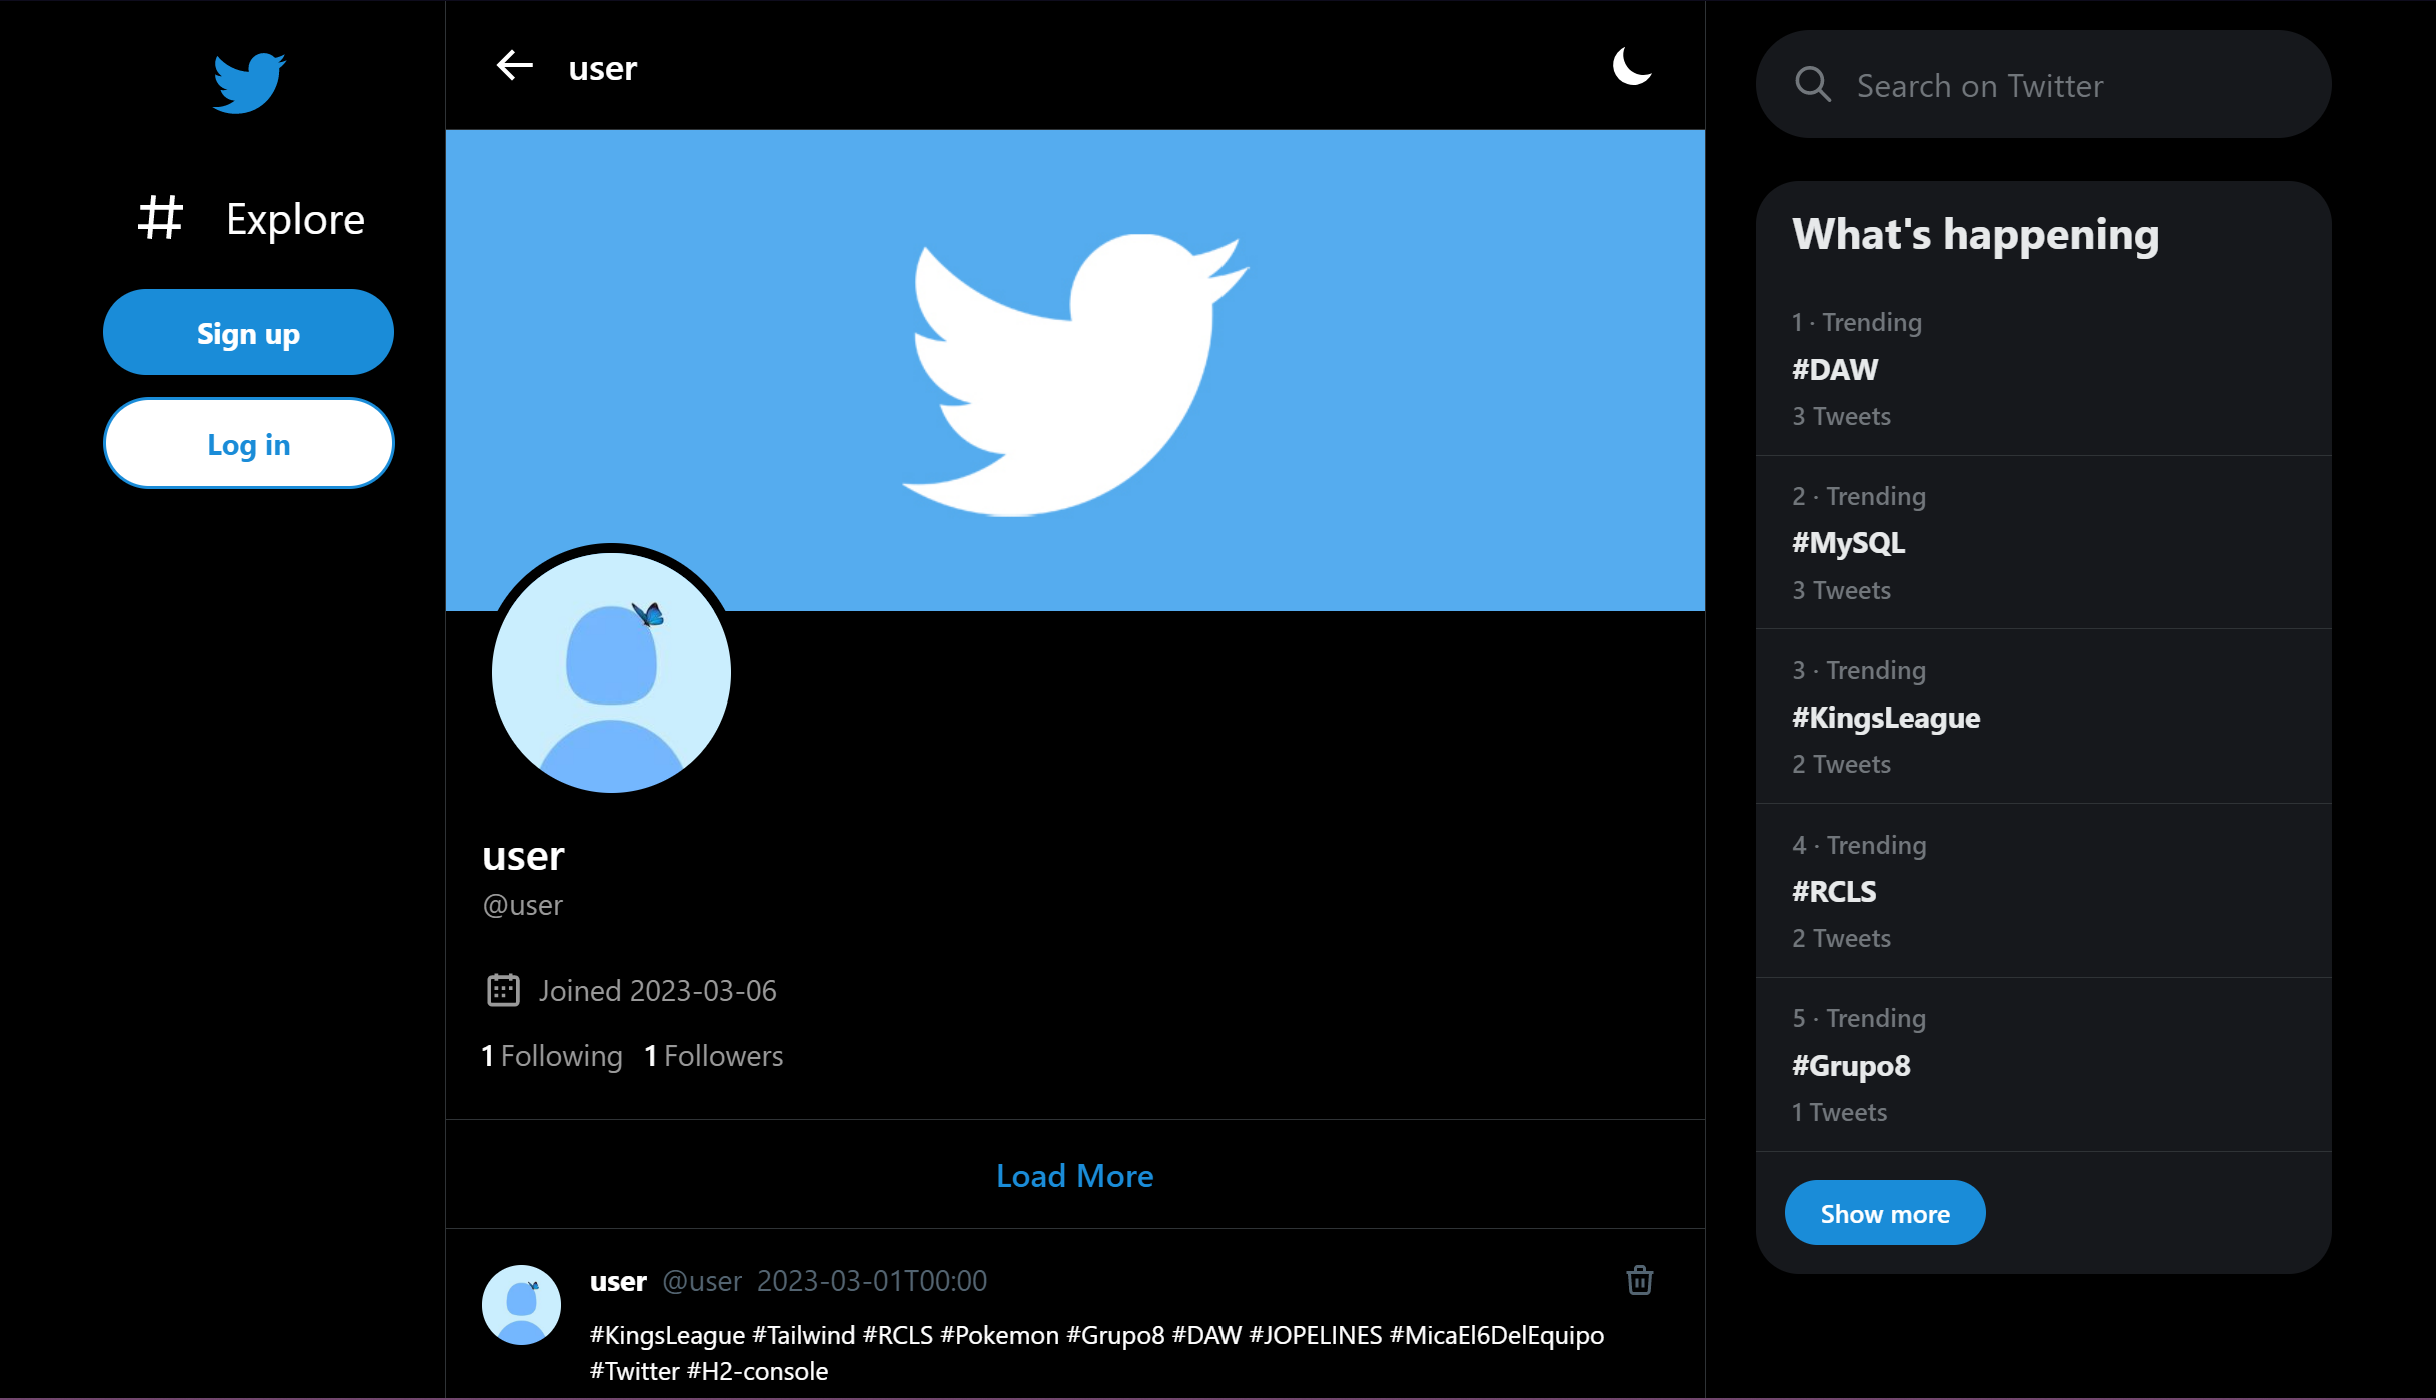 Explore
Sign up
Log in
user
user
@user
Joined 2023-03-06
1 Following 1 Followers
Load More
user @user 2023-03-01T00:00
#KingsLeague #Tailwind #RCLS #Pokemon #Grupo8 #DAW #JOPELINES #MicaEl6DelEquipo
#Twitter #H2-console
Search on Twitter
What's happening
1 · Trending
#DAW
3 Tweets
2 · Trending
#MySQL
3 Tweets
3 · Trending
#KingsLeague
2 Tweets
4 · Trending
#RCLS
2 Tweets
5 · Trending
#Grupo8
1 Tweets
Show more